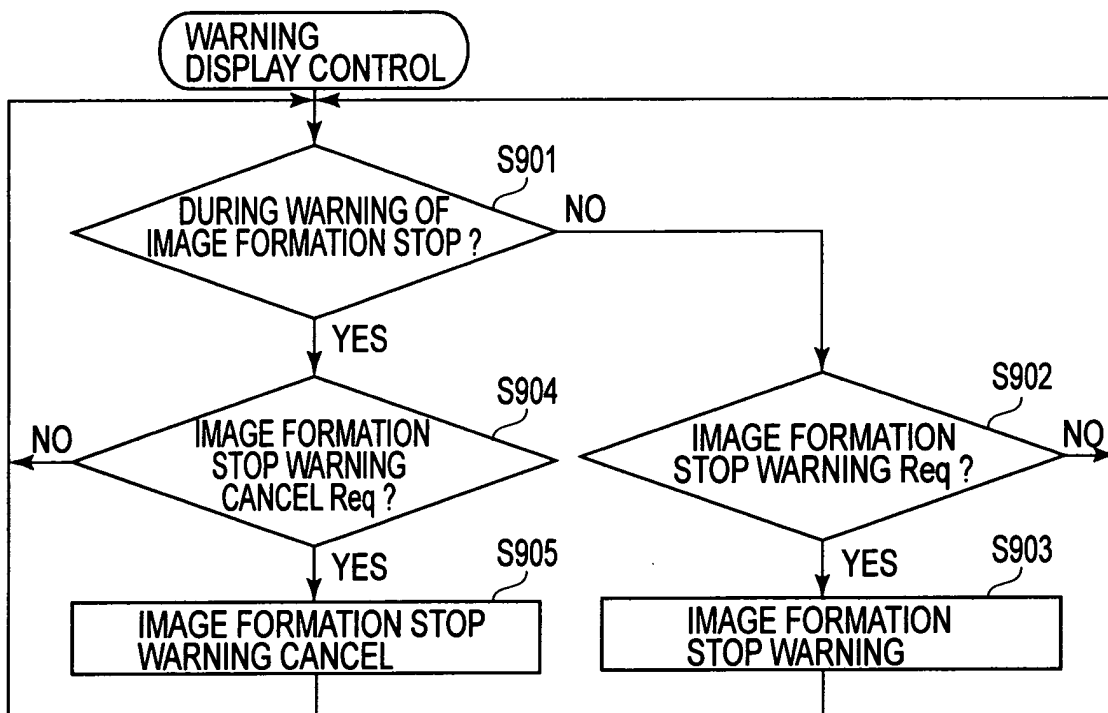 WARNING
DISPLAY CONTROL
S901
DURING WARNING OF
IMAGE FORMATION STOP ?
NO
YES
S904
IMAGE FORMATION
STOP WARNING
CANCEL Req ?
NO
YES
S902
IMAGE FORMATION
STOP WARNING Req ?
NO
YES
S905
IMAGE FORMATION STOP
WARNING CANCEL
S903
IMAGE FORMATION
STOP WARNING